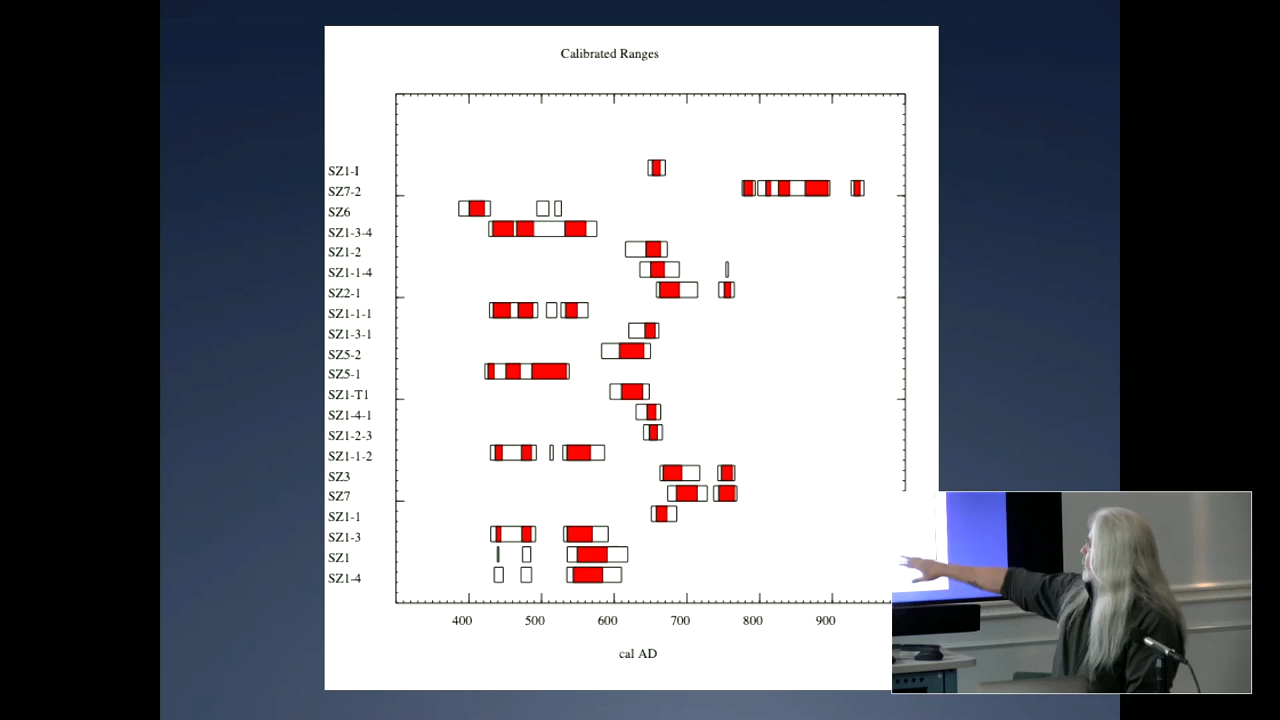 Calibrated Ranges
SZ1-I
SZ7-2
SZ6
SZ1-3-4
SZ1-2
SZ1-1-4
SZ2-1
SZ1-1-1
SZ1-3-1
SZ5-2
SZ5-1
SZ1-T1
SZ1-4-1
SZ1-2-3
SZ1-1-2
SZ3
SZ7
SZ1-1
SZ1-3
SZ1
SZ1-4
400 500 600 700 800 900
cal AD